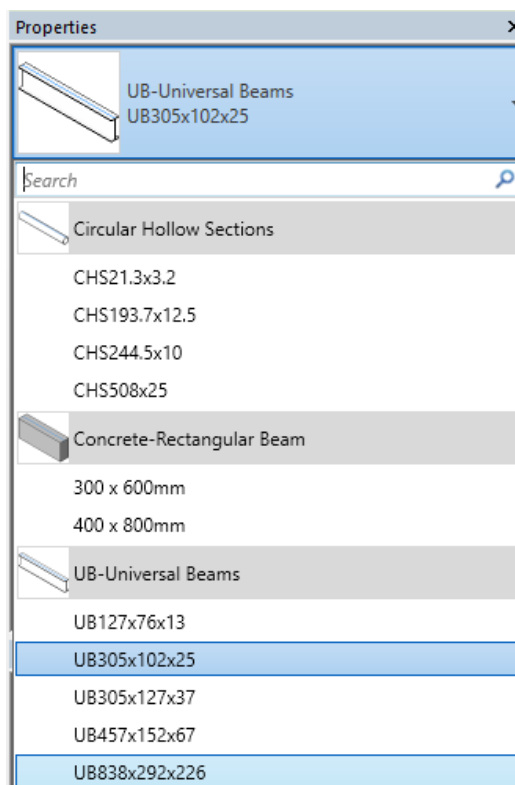 Properties
UB-Universal Beams
UB305x102x25
Search
Circular Hollow Sections
CHS21.3x3.2
CHS193.7x12.5
CHS244.5x10
CHS508x25
Concrete-Rectangular Beam
300 x 600mm
400 x 800mm
UB-Universal Beams
UB127x76x13
UB305x102x25
UB305x127x37
UB457x152x67
UB838x292x226